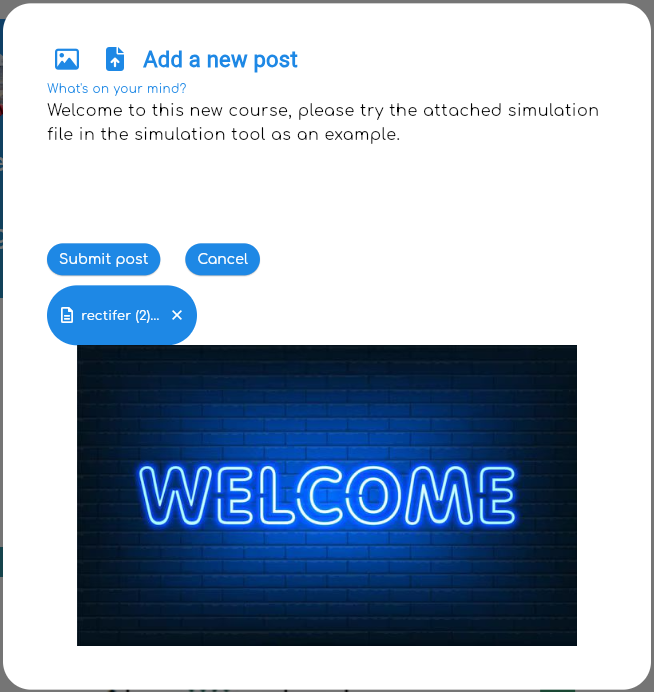 Add a new post
What's on your mind?
Welcome to this new course, please try the attached simulation
file in the simulation tool as an example.
Submit post Cancel
rectifer (2)...
WELCOME